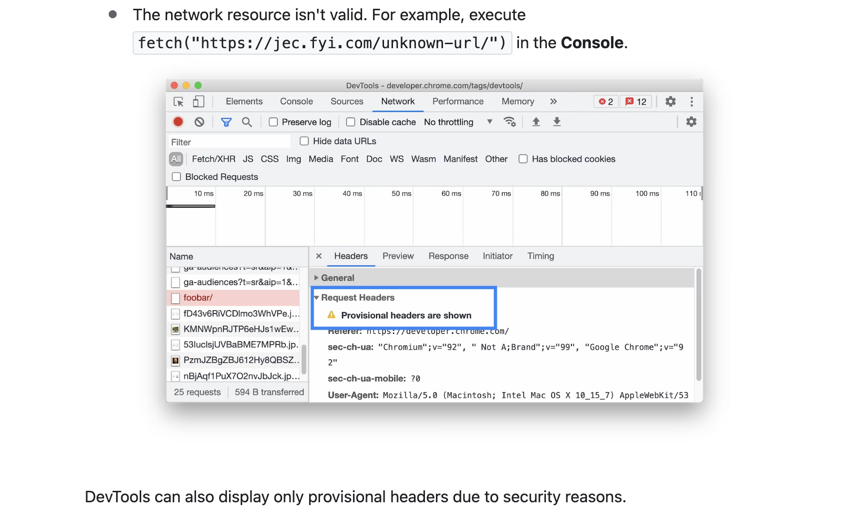 The network resource isn't valid. For example, execute
fetch("https://jec.fyi.com/unknown-url/") in the Console.
DevTools - developer.chrome.com/tags/devtools/
Elements Console Sources Network Performance Memory » 2 12
Preserve log Disable cache No throttling
Filter Hide data URLs
All Fetch/XHR JS CSS Img Media Font Doc WS Wasm Manifest Other Has blocked cookies
Blocked Requests
10 ms 20 ms 30 ms 40 ms 50 ms 60 ms 70 ms 80 ms 90 ms 100 ms 110
Name
ga-audiences?t=sr&aip=1&...
ga-audiences?t=sr&aip=1&...
foobar/
fD43v6RiVCDlmo3WhVPe.j...
KMNWpnRJTP6eHJs1wEw...
53IuclsjUVBaBME7MPRb.jp...
PzmJZBgZBJ612Hy8QBSZ...
nBjAqf1PuX7O2nvJbJck.jp...
25 requests 594 B transferred
× Headers Preview Response Initiator Timing
General
Request Headers
Provisional headers are shown
Referer: https://developer.chrome.com/
sec-ch-ua: "Chromium";v="92", " Not A;Brand";v="99", "Google Chrome";v="9
2"
sec-ch-ua-mobile: ?0
User-Agent: Mozilla/5.0 (Macintosh; Intel Mac OS X 10_15_7) AppleWebKit/53
DevTools can also display only provisional headers due to security reasons.